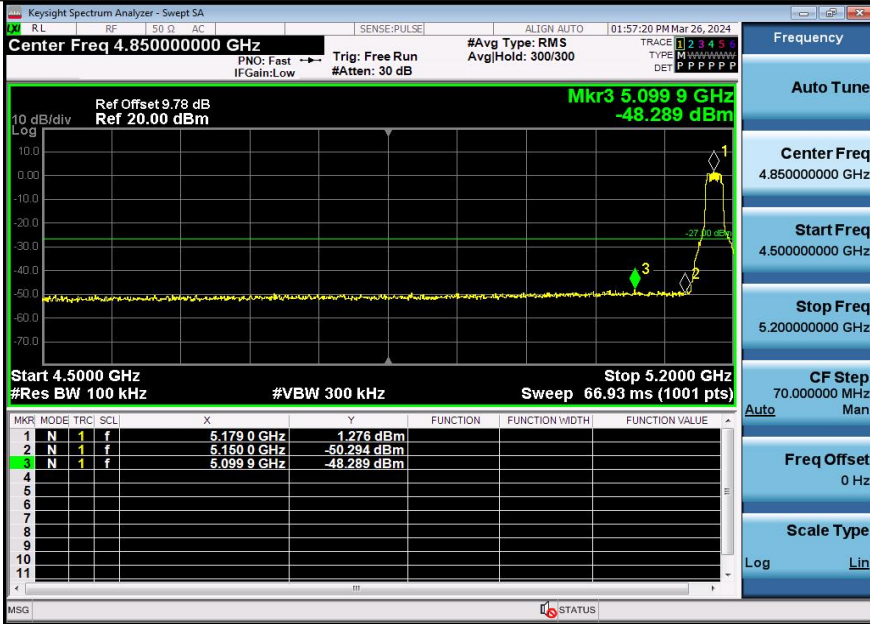 Keysight Spectrum Analyzer - Swept SA
LXI RL RF 50 Ω AC SENSE:PULSE ALIGN AUTO 01:57:20 PM Mar 26, 2024
Center Freq 4.850000000 GHz
#Avg Type: RMS
TRACE 1 2 3 4 5 6
PNO: Fast
Trig: Free Run
Avg|Hold: 300/300
TYPE M W W W W W
IFGain:Low
#Atten: 30 dB
DET P P P P P P
Mkr3 5.099 9 GHz
-48.289 dBm
Ref Offset 9.78 dB
10 dB/div Ref 20.00 dBm
Log
10.0
0.00
-10.0
-20.0
-30.0
-40.0
-50.0
-60.0
-70.0
1
-27.00 dBm
3
2
Start 4.5000 GHz Stop 5.2000 GHz
#Res BW 100 kHz #VBW 300 kHz Sweep 66.93 ms (1001 pts)
MKR MODE TRC SCL X Y FUNCTION FUNCTION WIDTH FUNCTION VALUE
1 N 1 f 5.179 0 GHz 1.276 dBm
2 N 1 f 5.150 0 GHz -50.294 dBm
3 N 1 f 5.099 9 GHz -48.289 dBm
4
5
6
7
8
9
10
11
MSG STATUS
Frequency
Auto Tune
Center Freq
4.850000000 GHz
Start Freq
4.500000000 GHz
Stop Freq
5.200000000 GHz
CF Step
70.000000 MHz
Auto Man
Freq Offset
0 Hz
Scale Type
Log Lin